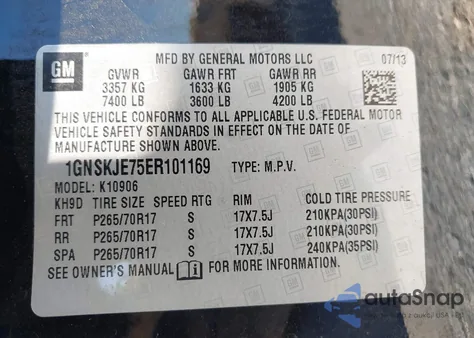 GM
MFD BY GENERAL MOTORS LLC 07/13
GVWR GAWR FRT GAWR RR
3357 KG 1633 KG 1905 KG
7400 LB 3600 LB 4200 LB
THIS VEHICLE CONFORMS TO ALL APPLICABLE U.S. FEDERAL MOTOR
VEHICLE SAFETY STANDARDS IN EFFECT ON THE DATE OF
MANUFACTURE SHOWN ABOVE.
1GNSKJE75ER101169 TYPE: M.P.V.
MODEL: K10906
KH9D TIRE SIZE SPEED RTG RIM COLD TIRE PRESSURE
FRT P265/70R17 S 17X7.5J 210KPA(30PSI)
RR P265/70R17 S 17X7.5J 210KPA(30PSI)
SPA P265/70R17 S 17X7.5J 240KPA(35PSI)
SEE OWNER'S MANUAL FOR MORE INFORMATION.
autoSnap